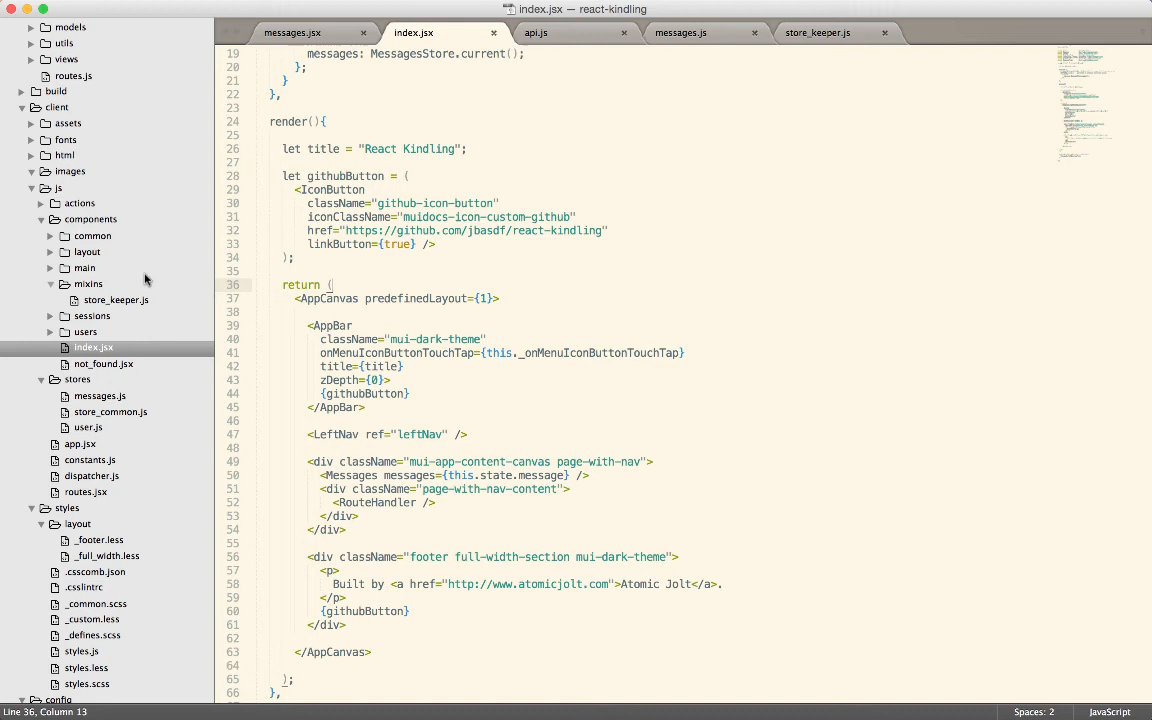 index.jsx — react-kindling
messages.jsx × index.jsx × api.js × messages.js × store_keeper.js ×
models
utils
views
routes.js
build
client
assets
fonts
html
images
js
actions
components
common
layout
main
mixins
store_keeper.js
sessions
users
index.jsx
not_found.jsx
stores
messages.js
store_common.js
user.js
app.jsx
constants.js
dispatcher.js
routes.jsx
styles
layout
_footer.less
_full_width.less
.csscomb.json
.csslintrc
_common.scss
_custom.less
_defines.scss
styles.js
styles.less
styles.scss
config
19 messages: MessagesStore.current();
20 };
21 }
22 },
23
24 render(){
25
26 let title = "React Kindling";
27
28 let githubButton = (
29 <IconButton
30 className="github-icon-button"
31 iconClassName="muidocs-icon-custom-github"
32 href="https://github.com/jbasdf/react-kindling"
33 linkButton={true} />
34 );
35
36 return (
37 <AppCanvas predefinedLayout={1}>
38
39 <AppBar
40 className="mui-dark-theme"
41 onMenuIconButtonTouchTap={this._onMenuIconButtonTouchTap}
42 title={title}
43 zDepth={0}>
44 {githubButton}
45 </AppBar>
46
47 <LeftNav ref="leftNav" />
48
49 <div className="mui-app-content-canvas page-with-nav">
50 <Messages messages={this.state.message} />
51 <div className="page-with-nav-content">
52 <RouteHandler />
53 </div>
54 </div>
55
56 <div className="footer full-width-section mui-dark-theme">
57 <p>
58 Built by <a href="http://www.atomicjolt.com">Atomic Jolt</a>.
59 </p>
60 {githubButton}
61 </div>
62
63 </AppCanvas>
64
65 );
66 },
Line 36, Column 13
Spaces: 2
JavaScript